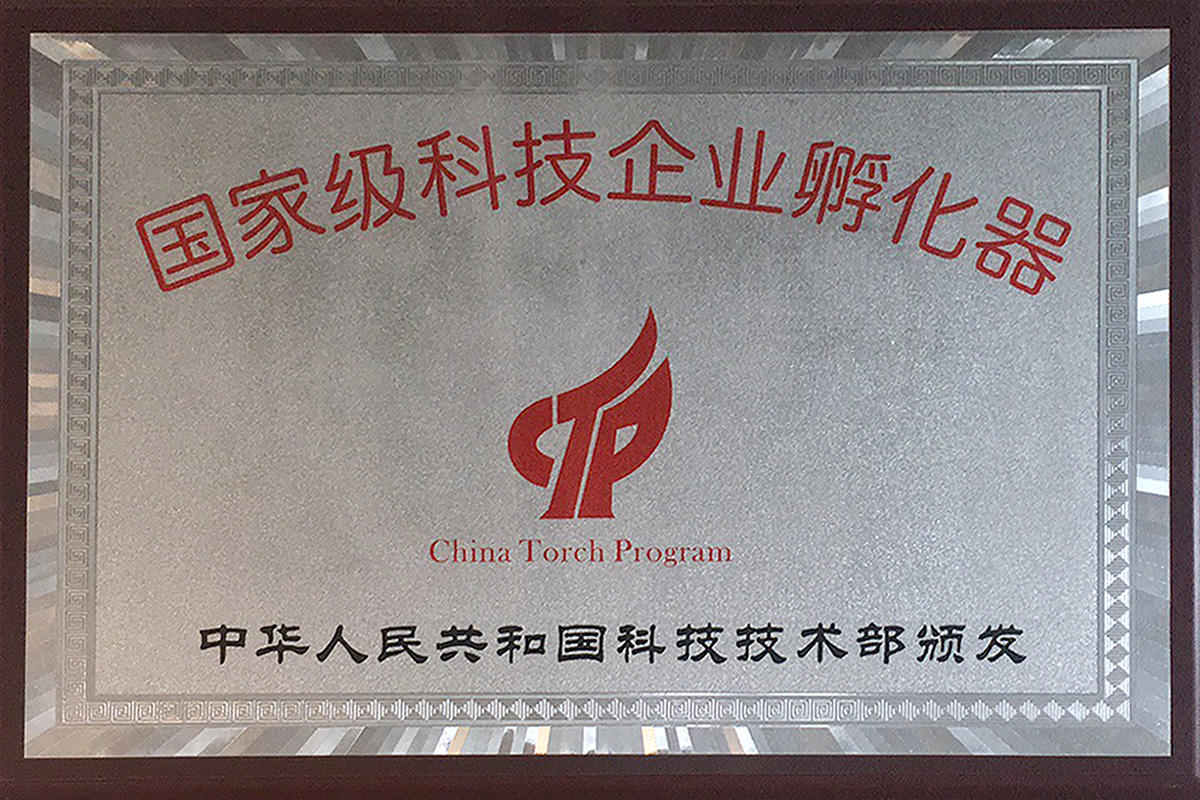 国家级科技企业孵化器
CTP
China Torch Program
中华人民共和国科技技术部颁发